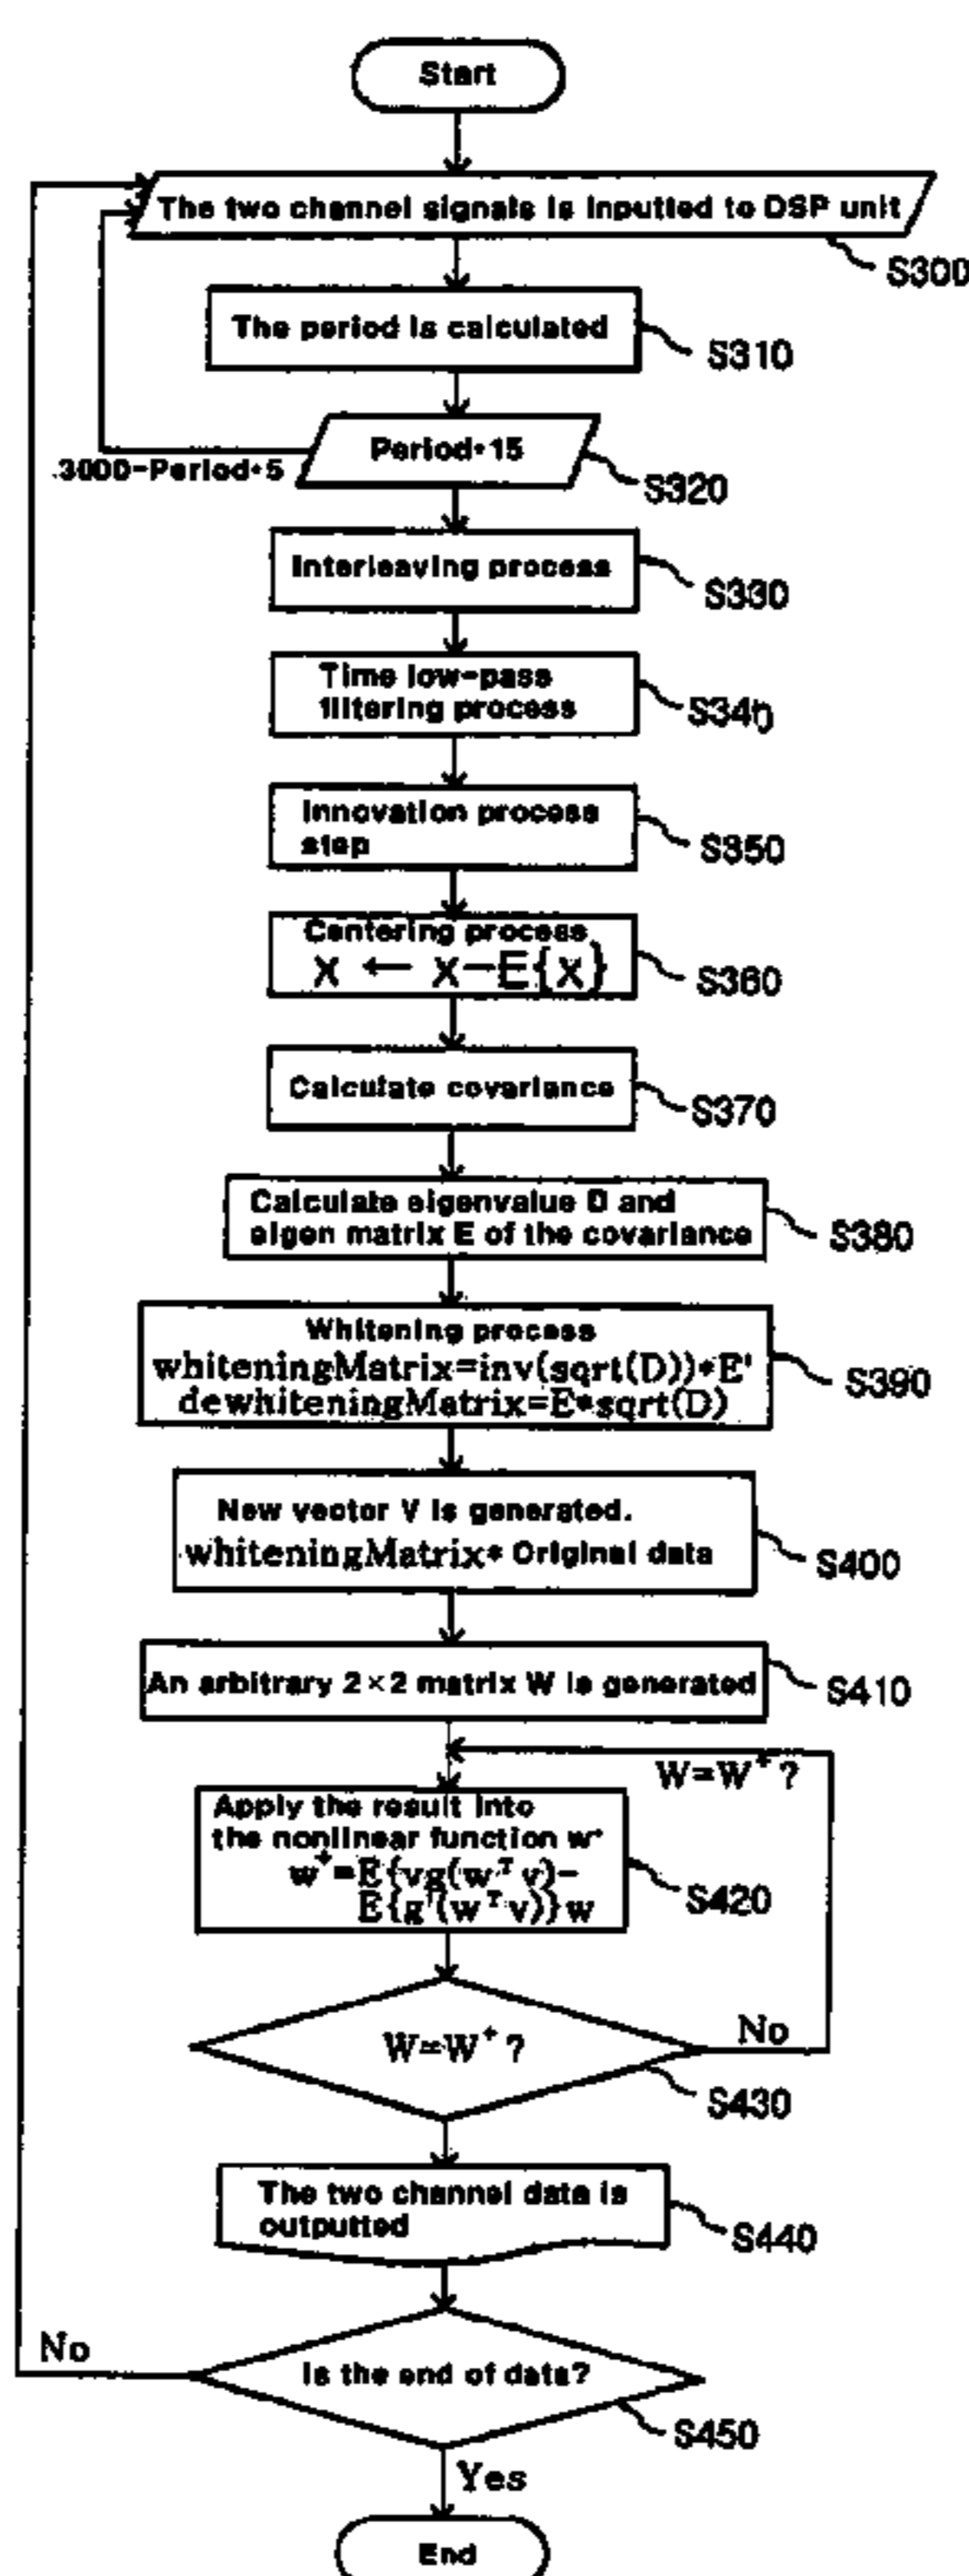 Start
The two channel signals is inputted to DSP unit
S300
The period is calculated
S310
Period*15
3000-Period*5
S320
Interleaving process
S330
Time low-pass
filtering process
S340
Innovation process
step
S350
Centering process
X ← X-E{X}
S360
Calculate covariance
S370
Calculate eigenvalue D and
eigen matrix E of the covariance
S380
Whitening process
whiteningMatrix=inv(sqrt(D))*E'
dewhiteningMatrix=E*sqrt(D)
S390
New vector V is generated.
whiteningMatrix* Original data
S400
An arbitrary 2×2 matrix W is generated
S410
W=W⁺?
Apply the result into
the nonlinear function w⁺
w⁺=E{vg(wᵀv)-
E{g'(wᵀv)}w
S420
W=W⁺?
No
S430
The two channel data is
outputted
S440
No
Is the end of data?
S450
Yes
End